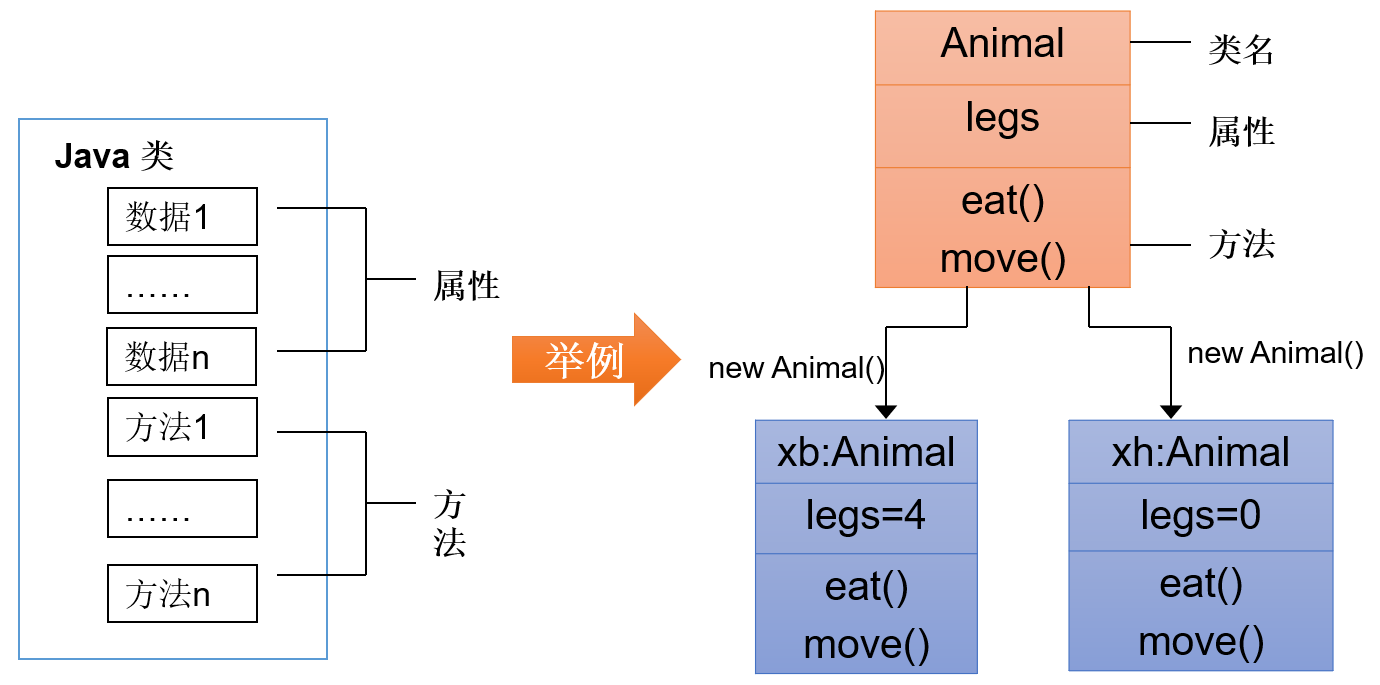 Java 类
数据1
……
数据n
方法1
……
方法n
属性
方
法
举例
Animal
legs
eat()
move()
类名
属性
方法
new Animal()
new Animal()
xb:Animal
legs=4
eat()
move()
xh:Animal
legs=0
eat()
move()